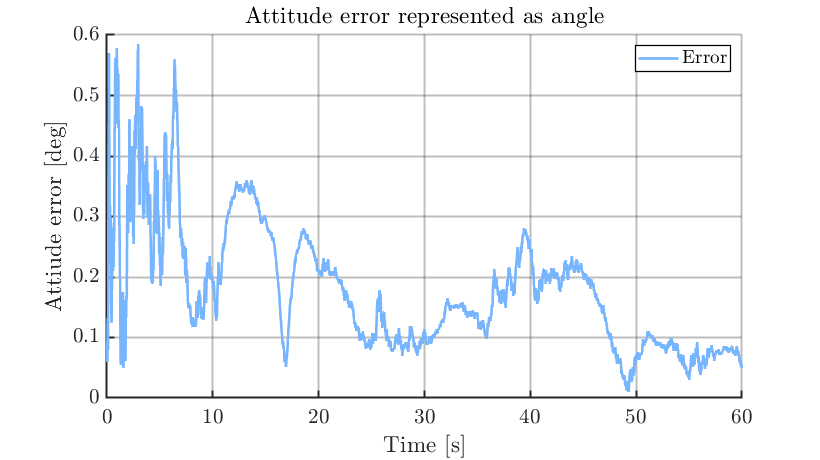 Attitude error represented as angle
Error
Attiude error [deg]
0.6
0.5
0.4
0.3
0.2
0.1
0
0 10 20 30 40 50 60
Time [s]